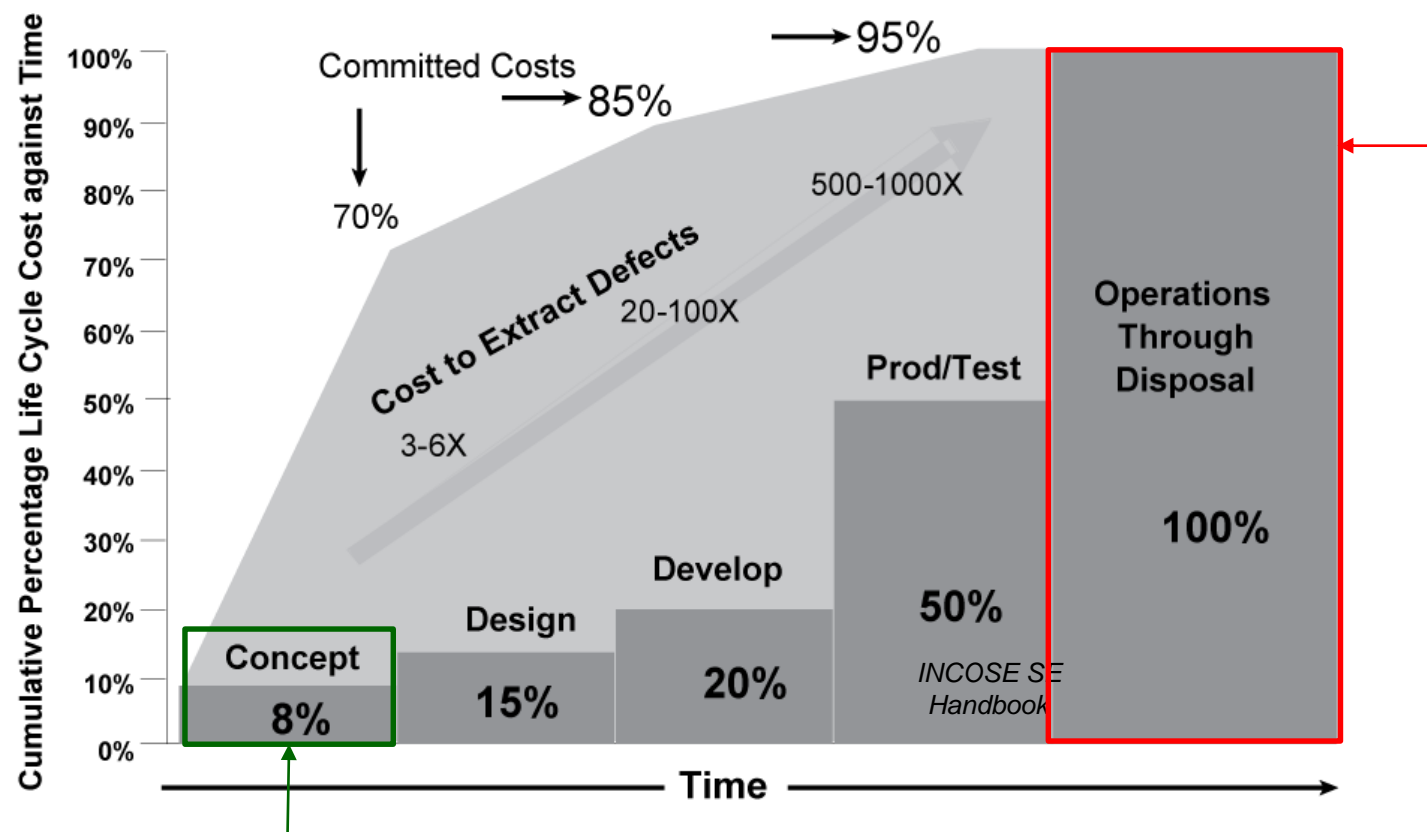 Cumulative Percentage Life Cycle Cost against Time
100%
90%
80%
70%
60%
50%
40%
30%
20%
10%
0%
Committed Costs
70%
85%
95%
Cost to Extract Defects
3-6X
20-100X
500-1000X
Concept
8%
Design
15%
Develop
20%
Prod/Test
50%
INCOSE SE
Handbook
Operations
Through
Disposal
100%
Time